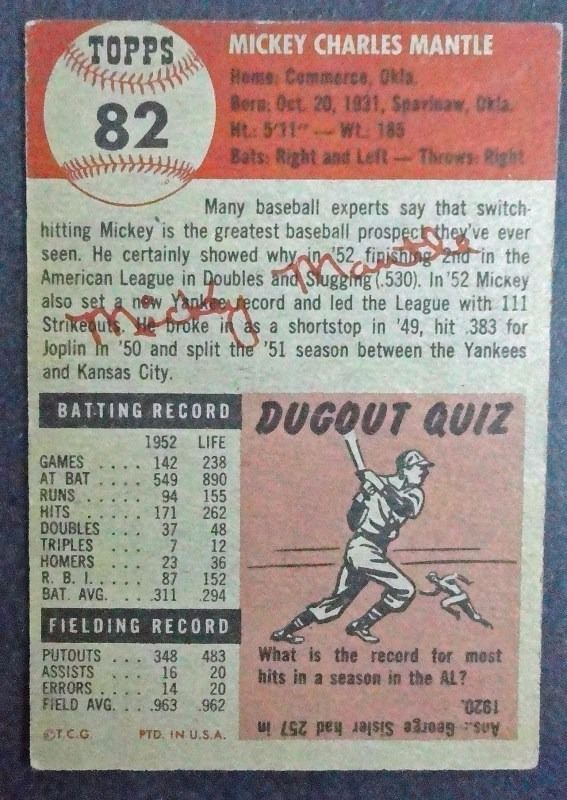 TOPPS
82
MICKEY CHARLES MANTLE
Home: Commerce, Okla.
Born: Oct. 20, 1931, Spavinaw, Okla.
Ht.: 5'11" — Wt.: 185
Bats: Right and Left — Throws: Right
Many baseball experts say that switch-
hitting Mickey is the greatest baseball prospect they've ever
seen. He certainly showed why in '52 finishing 2nd in the
American League in Doubles and Slugging (.530). In '52 Mickey
also set a new Yankee record and led the League with 111
Strikeouts. He broke in as a shortstop in '49, hit .383 for
Joplin in '50 and split the '51 season between the Yankees
and Kansas City.
Mickey Mantle
BATTING RECORD
1952 LIFE
GAMES .... 142 238
AT BAT .... 549 890
RUNS ..... 94 155
HITS ..... 171 262
DOUBLES .... 37 48
TRIPLES .... 7 12
HOMERS .... 23 36
R. B. I. .... 87 152
BAT. AVG. ... .311 .294
FIELDING RECORD
PUTOUTS ... 348 483
ASSISTS .... 16 20
ERRORS .... 14 20
FIELD AVG. .. .963 .962
©T.C.G. PTD. IN U.S.A.
DUGOUT QUIZ
What is the record for most
hits in a season in the AL?
Ans.: George Sisler had 257 in
1920.